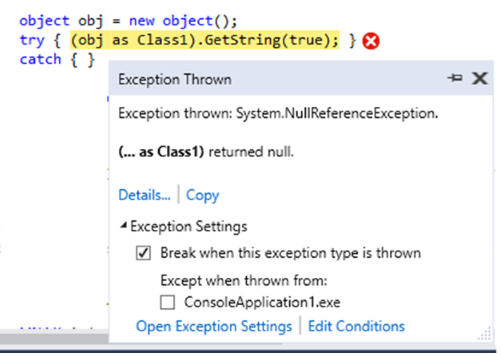 object obj = new object();
try { (obj as Class1).GetString(true); }
catch { }
Exception Thrown
Exception thrown: System.NullReferenceException.
(... as Class1) returned null.
Details... | Copy
Exception Settings
Break when this exception type is thrown
Except when thrown from:
ConsoleApplication1.exe
Open Exception Settings | Edit Conditions